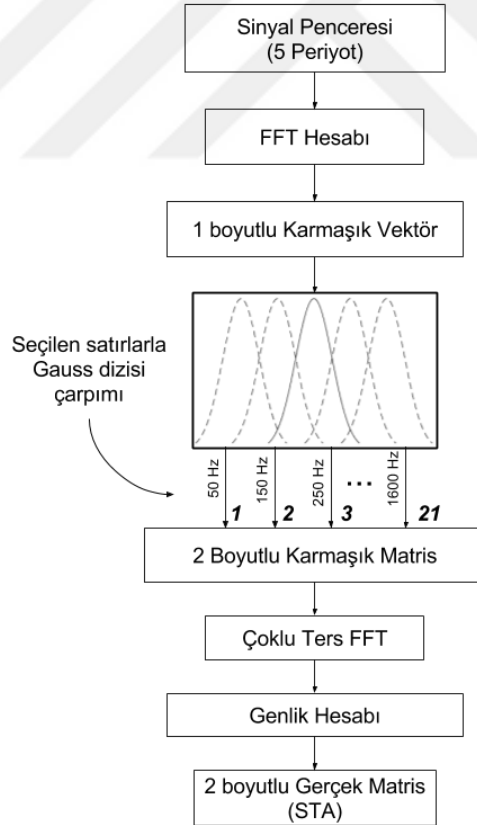 Sinyal Penceresi
(5 Periyot)
FFT Hesabı
1 boyutlu Karmaşık Vektör
Seçilen satırlarla
Gauss dizisi
çarpımı
50 Hz
150 Hz
250 Hz
...
1600 Hz
1
2
3
21
2 Boyutlu Karmaşık Matris
Çoklu Ters FFT
Genlik Hesabı
2 boyutlu Gerçek Matris
(STA)